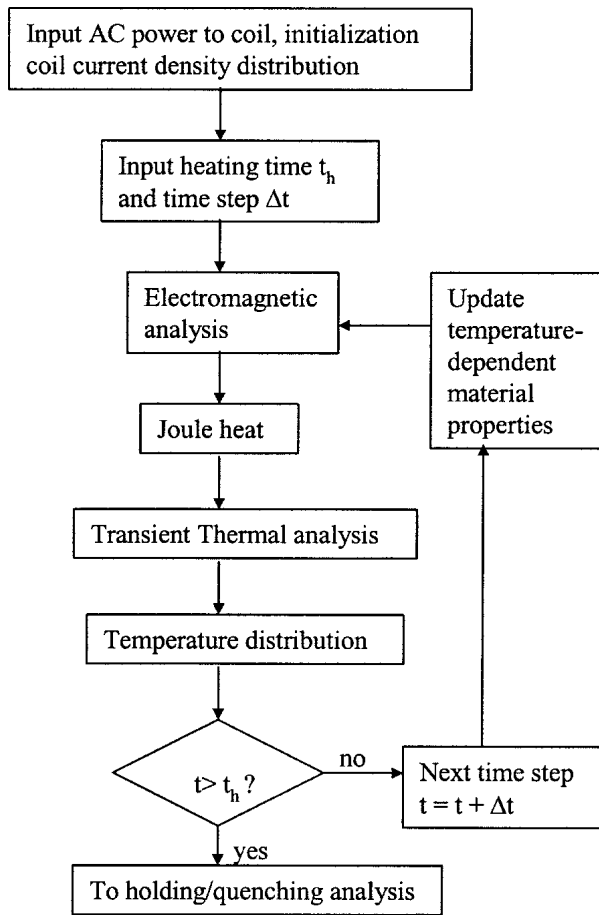 Input AC power to coil, initialization
coil current density distribution
Input heating time t_h
and time step Δt
Electromagnetic
analysis
Update
temperature-
dependent
material
properties
Joule heat
Transient Thermal analysis
Temperature distribution
t> t_h ?
no
Next time step
t = t + Δt
yes
To holding/quenching analysis